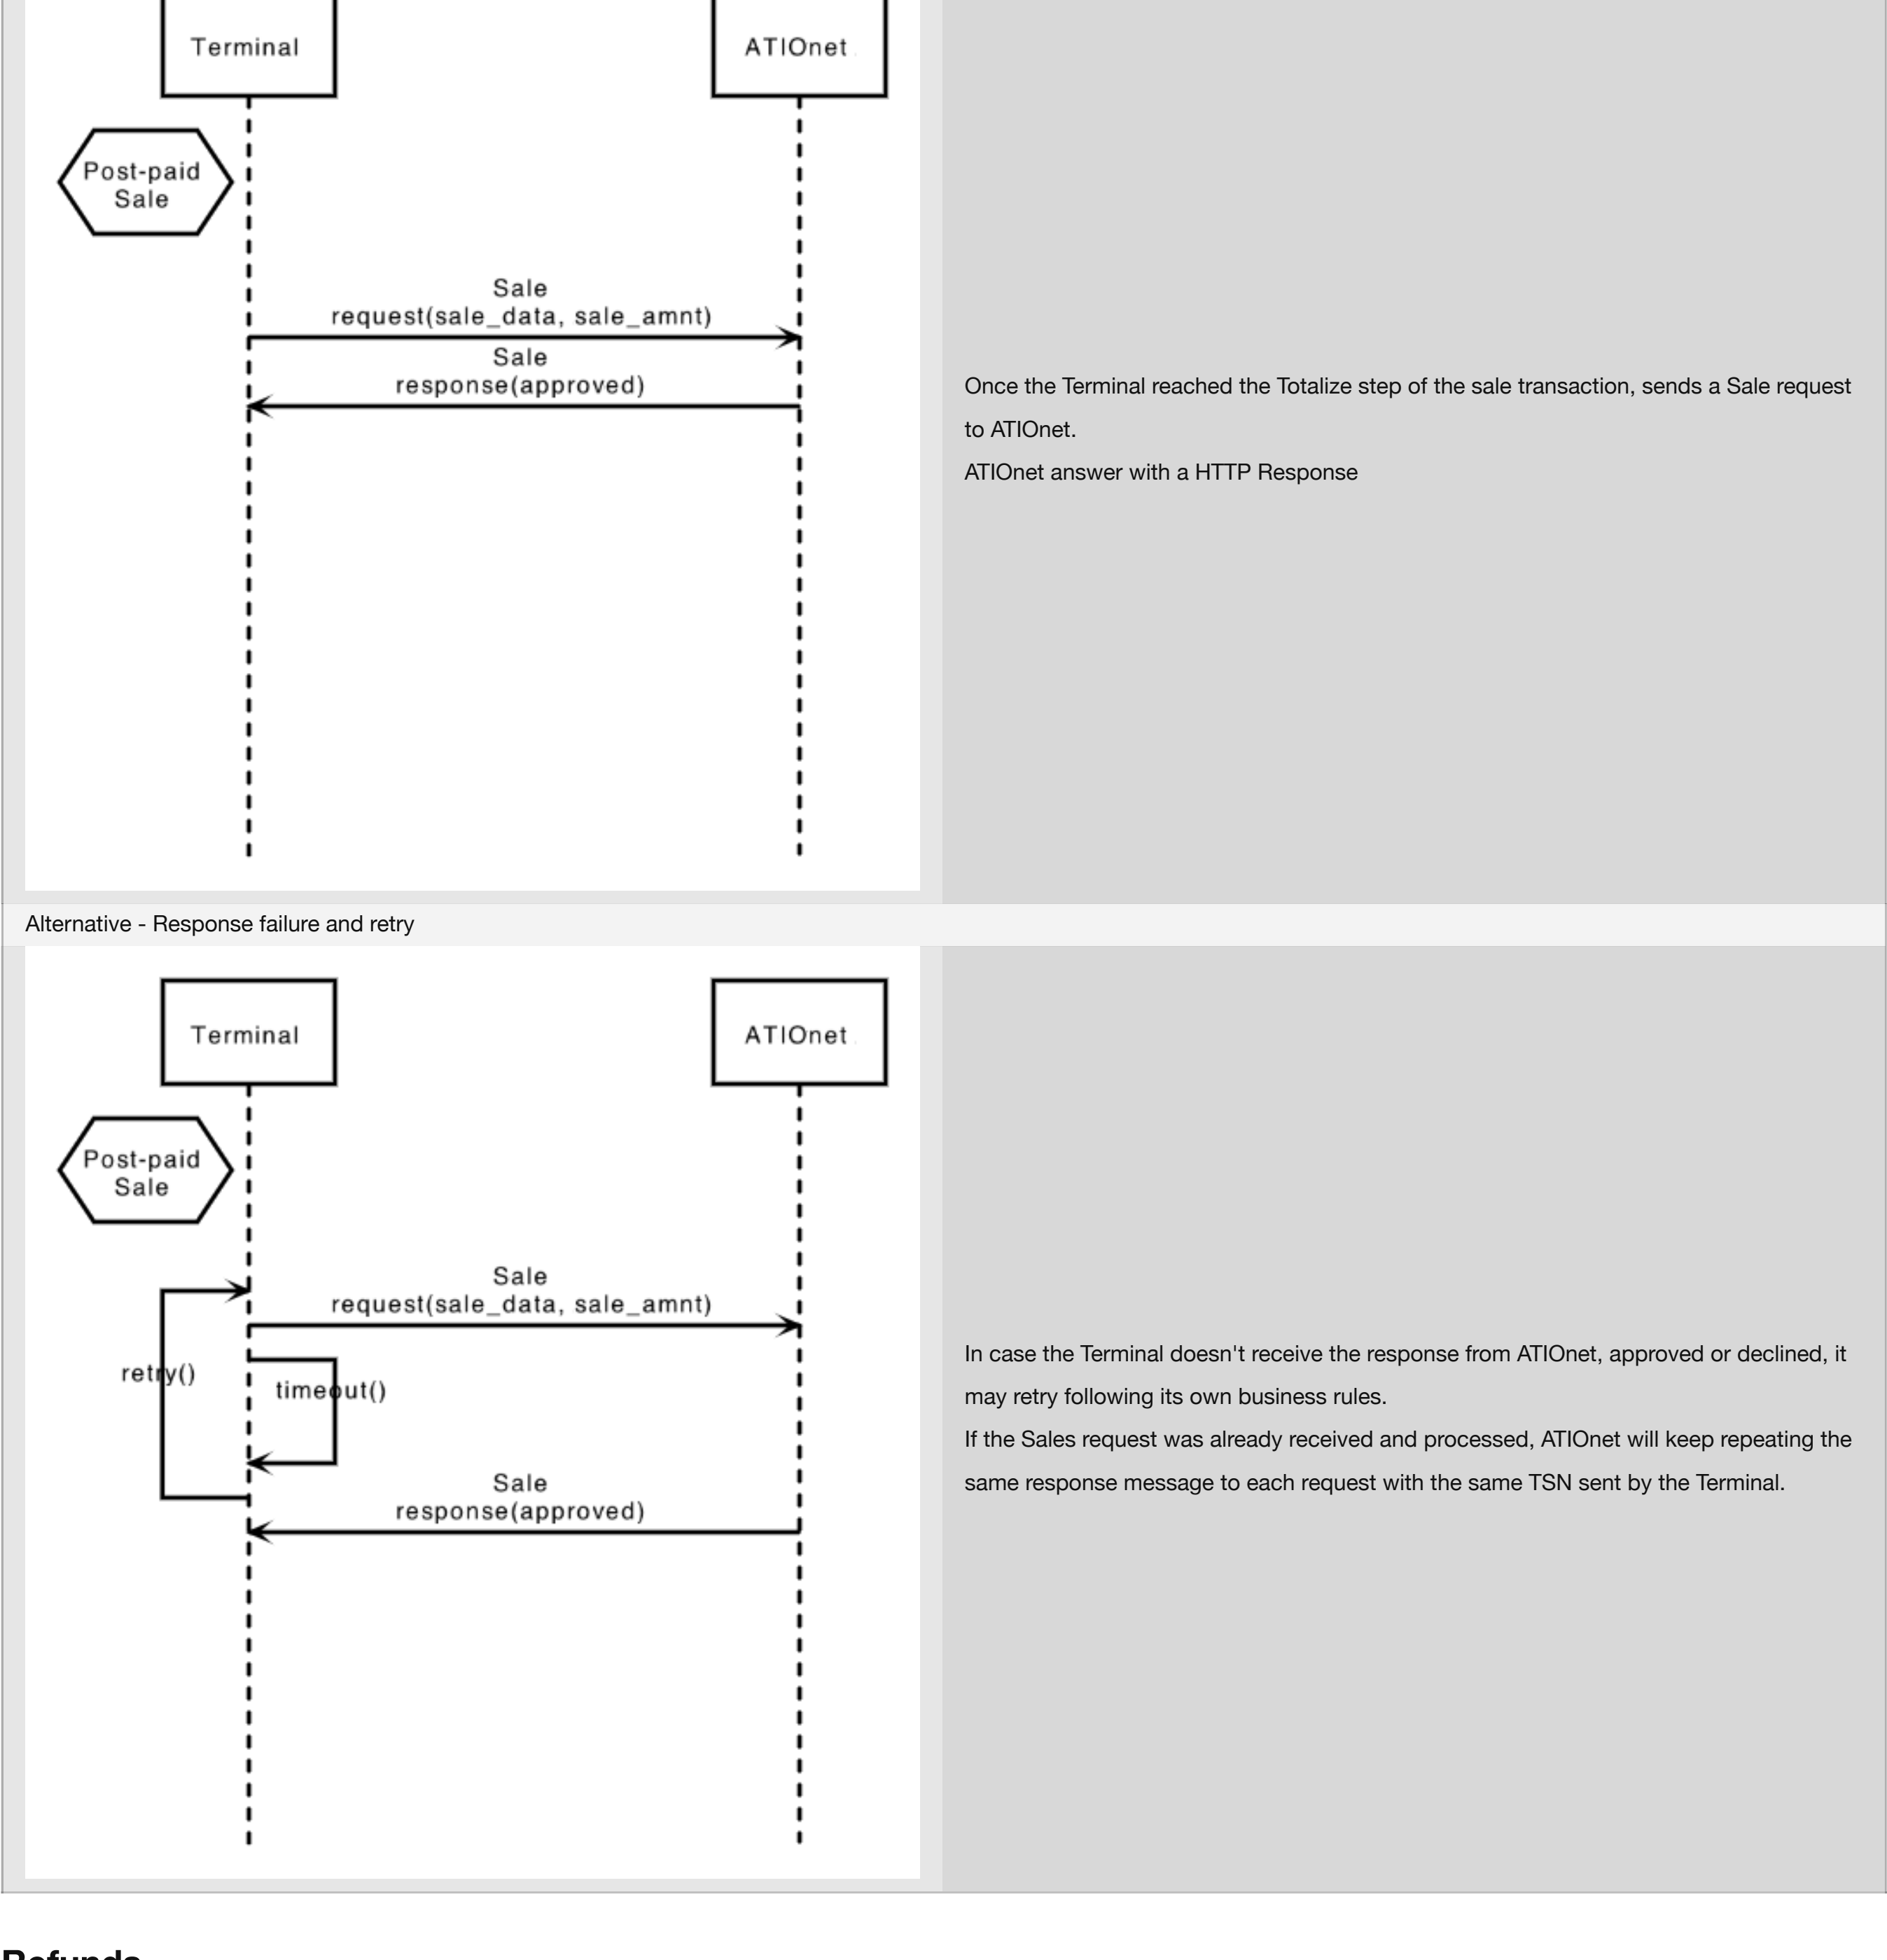 Terminal
ATIOnet
Post-paid
Sale
Sale
request(sale_data, sale_amnt)
Sale
response(approved)
Once the Terminal reached the Totalize step of the sale transaction, sends a Sale request
to ATIOnet.
ATIOnet answer with a HTTP Response
Alternative - Response failure and retry
Terminal
ATIOnet
Post-paid
Sale
Sale
request(sale_data, sale_amnt)
retry()
timeout()
Sale
response(approved)
In case the Terminal doesn't receive the response from ATIOnet, approved or declined, it
may retry following its own business rules.
If the Sales request was already received and processed, ATIOnet will keep repeating the
same response message to each request with the same TSN sent by the Terminal.
Refunds